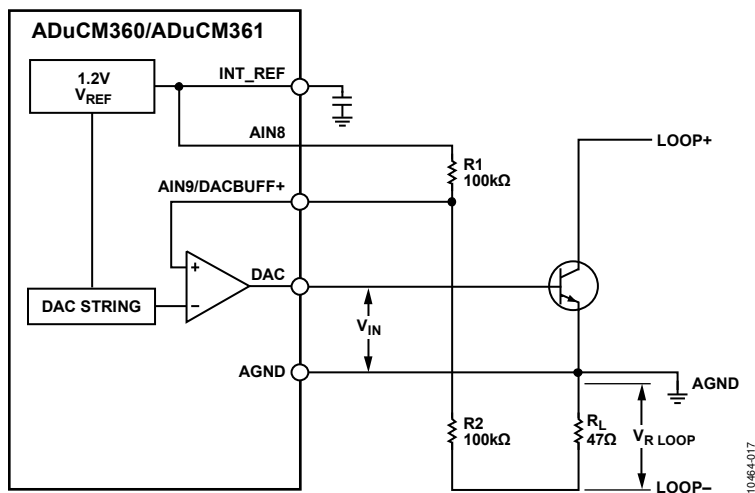 ADuCM360/ADuCM361
1.2V
VREF
INT_REF
AIN8
LOOP+
R1
100kΩ
AIN9/DACBUFF+
+
DAC
DAC STRING
–
VIN
AGND
AGND
R2
100kΩ
RL
47Ω
VR LOOP
LOOP–
10464-017